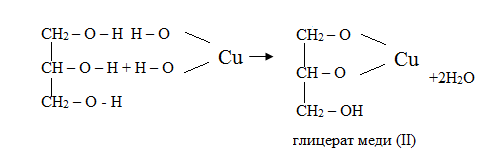 CH₂ – O – H H – O
CH – O – H + H – O
Cu
CH₂ – O - H
CH₂ – O
CH – O
Cu
+2H₂O
CH₂ – OH
глицерат меди (II)